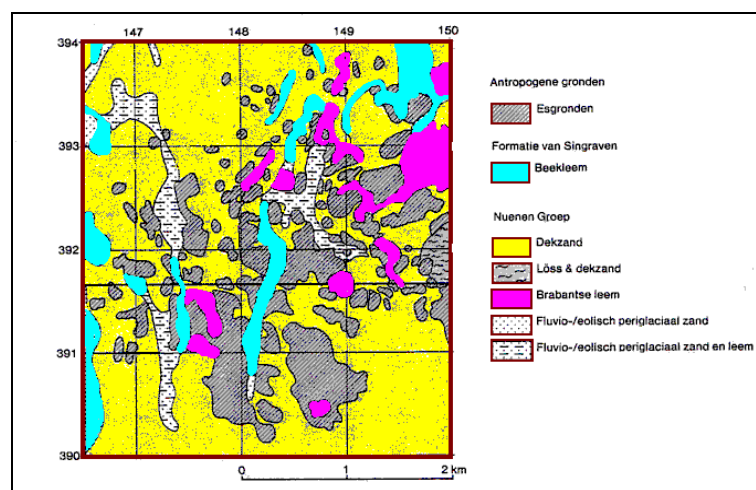 147 148 149 150
394
393
392
391
390
0 1 2 km
Antropogene gronden
Esgronden
Formatie van Singraven
Beekleem
Nuenen Groep
Dekzand
Löss & dekzand
Brabantse leem
Fluvio-/eolisch periglaciaal zand
Fluvio-/eolisch periglaciaal zand en leem